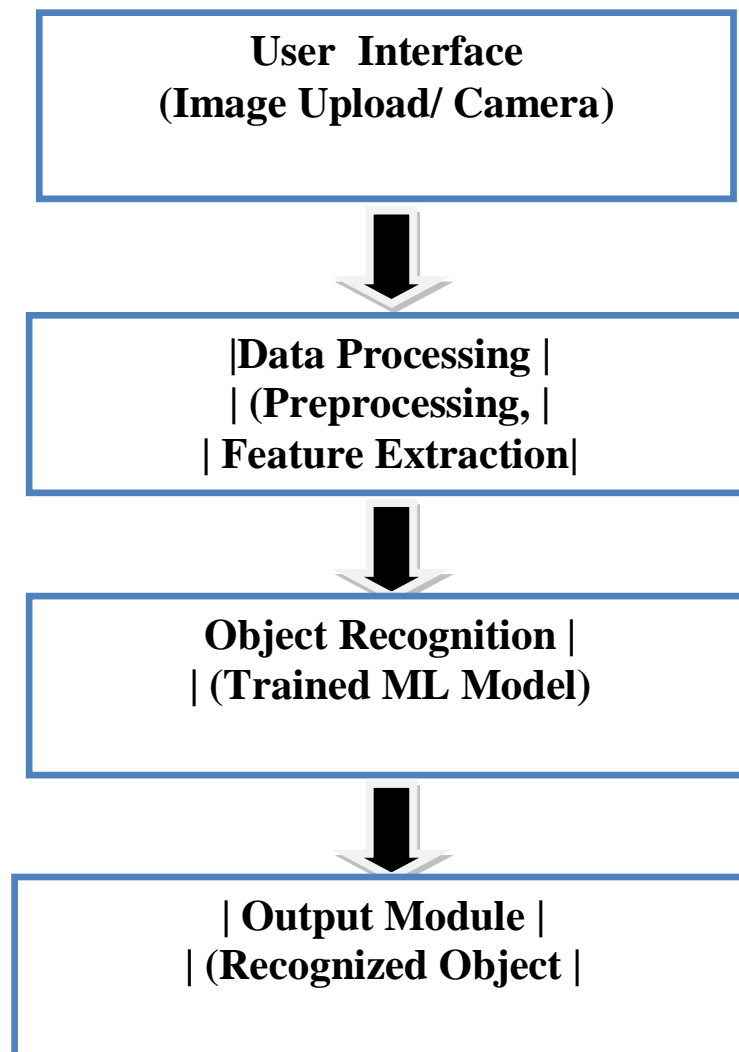 User  Interface
(Image Upload/ Camera)
|Data Processing |
| (Preprocessing, |
| Feature Extraction|
Object Recognition |
| (Trained ML Model)
| Output Module |
| (Recognized Object |